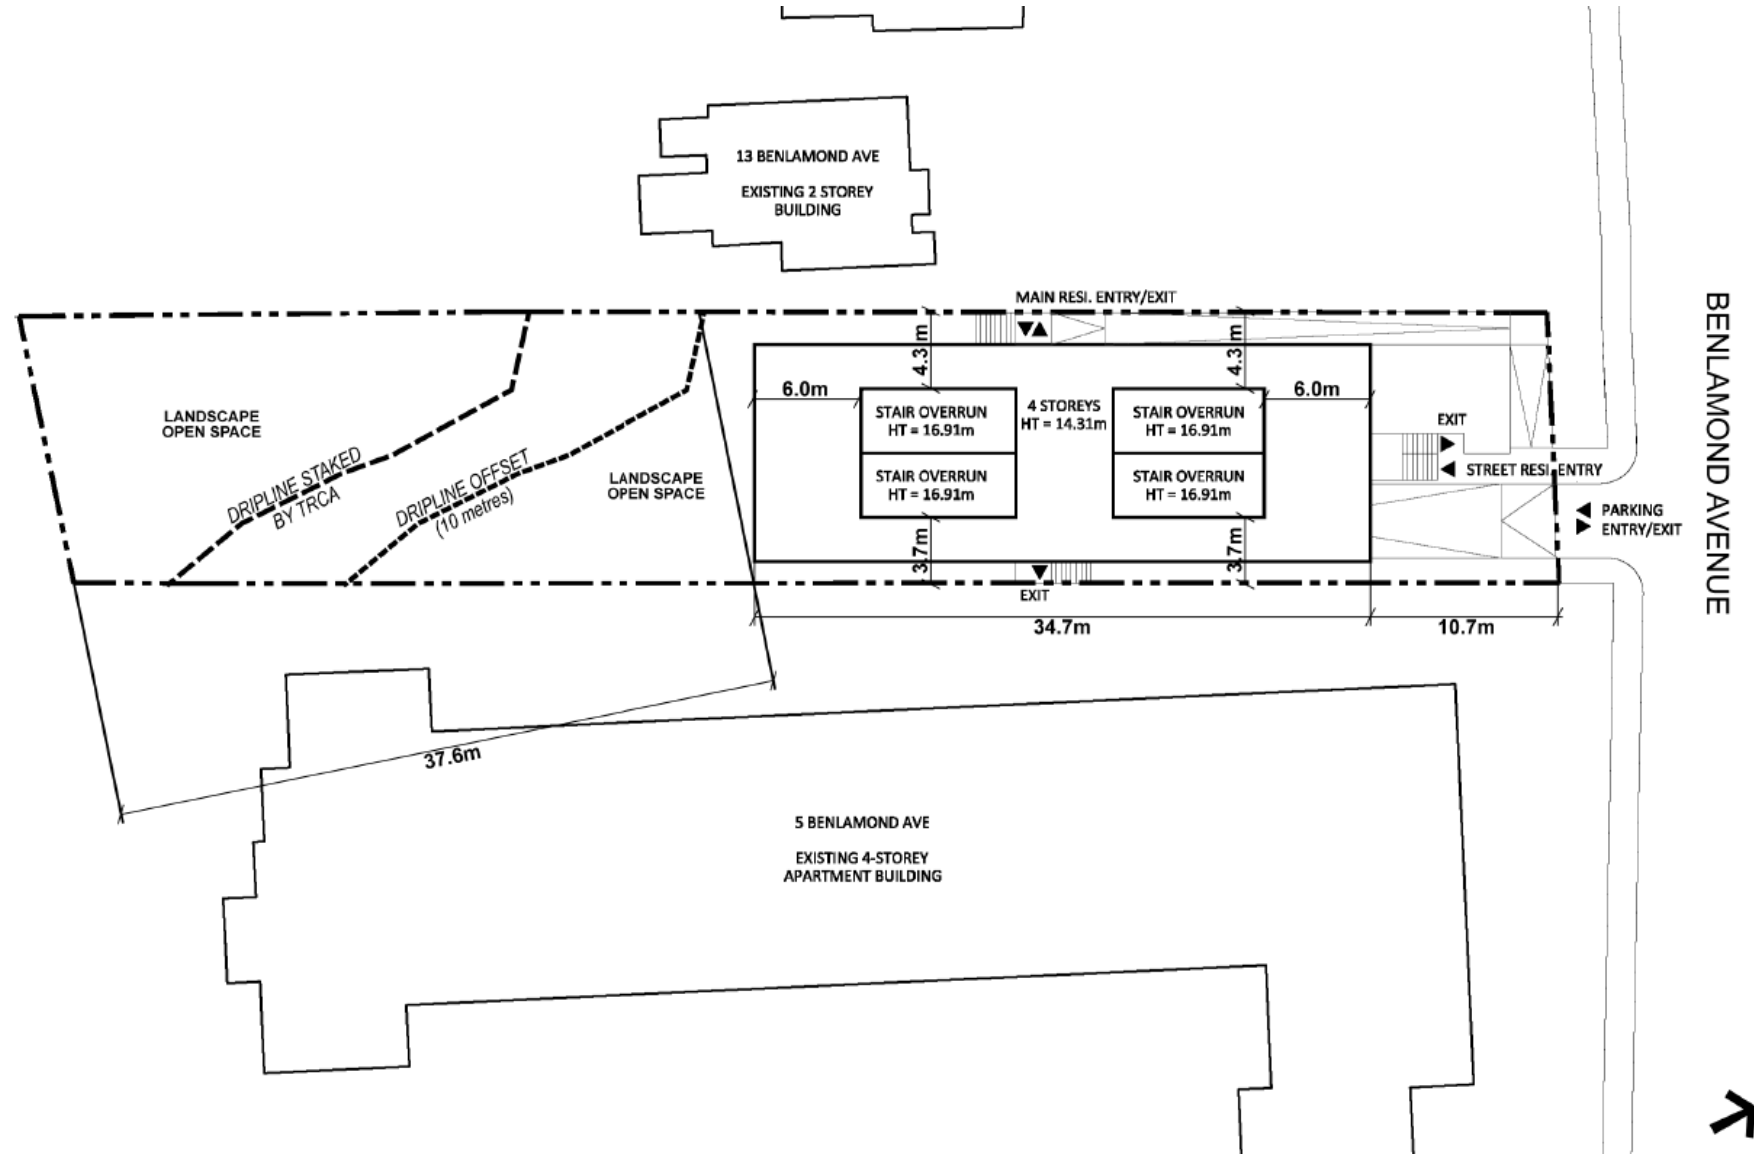 13 BENLAMOND AVE
EXISTING 2 STOREY
BUILDING
MAIN RESI. ENTRY/EXIT
4.3 m
4.3 m
6.0m
6.0m
STAIR OVERRUN
HT = 16.91m
4 STOREYS
HT = 14.31m
STAIR OVERRUN
HT = 16.91m
STAIR OVERRUN
HT = 16.91m
STAIR OVERRUN
HT = 16.91m
LANDSCAPE
OPEN SPACE
DRIPLINE STAKED
BY TRCA
DRIPLINE OFFSET
(10 metres)
LANDSCAPE
OPEN SPACE
EXIT
STREET RESI. ENTRY
PARKING
ENTRY/EXIT
BENLAMOND AVENUE
3.7m
3.7m
EXIT
34.7m
10.7m
37.6m
5 BENLAMOND AVE
EXISTING 4-STOREY
APARTMENT BUILDING